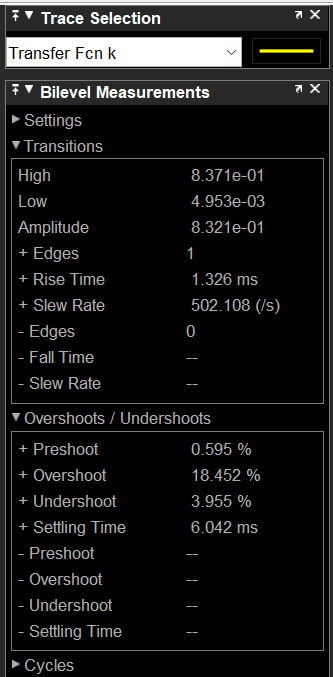 Trace Selection
Transfer Fcn k
Bilevel Measurements
Settings
Transitions
High 8.371e-01
Low 4.953e-03
Amplitude 8.321e-01
+ Edges 1
+ Rise Time 1.326 ms
+ Slew Rate 502.108 (/s)
- Edges 0
- Fall Time --
- Slew Rate --
Overshoots / Undershoots
+ Preshoot 0.595 %
+ Overshoot 18.452 %
+ Undershoot 3.955 %
+ Settling Time 6.042 ms
- Preshoot --
- Overshoot --
- Undershoot --
- Settling Time --
Cycles